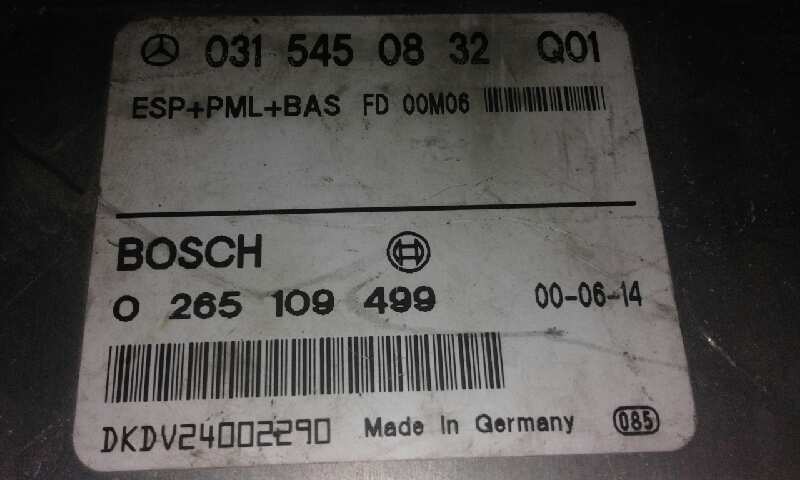 031 545 08 32 Q01
ESP+PML+BAS FD 00M06
BOSCH
0 265 109 499 00-06-14
DKDV24002290 Made In Germany 085